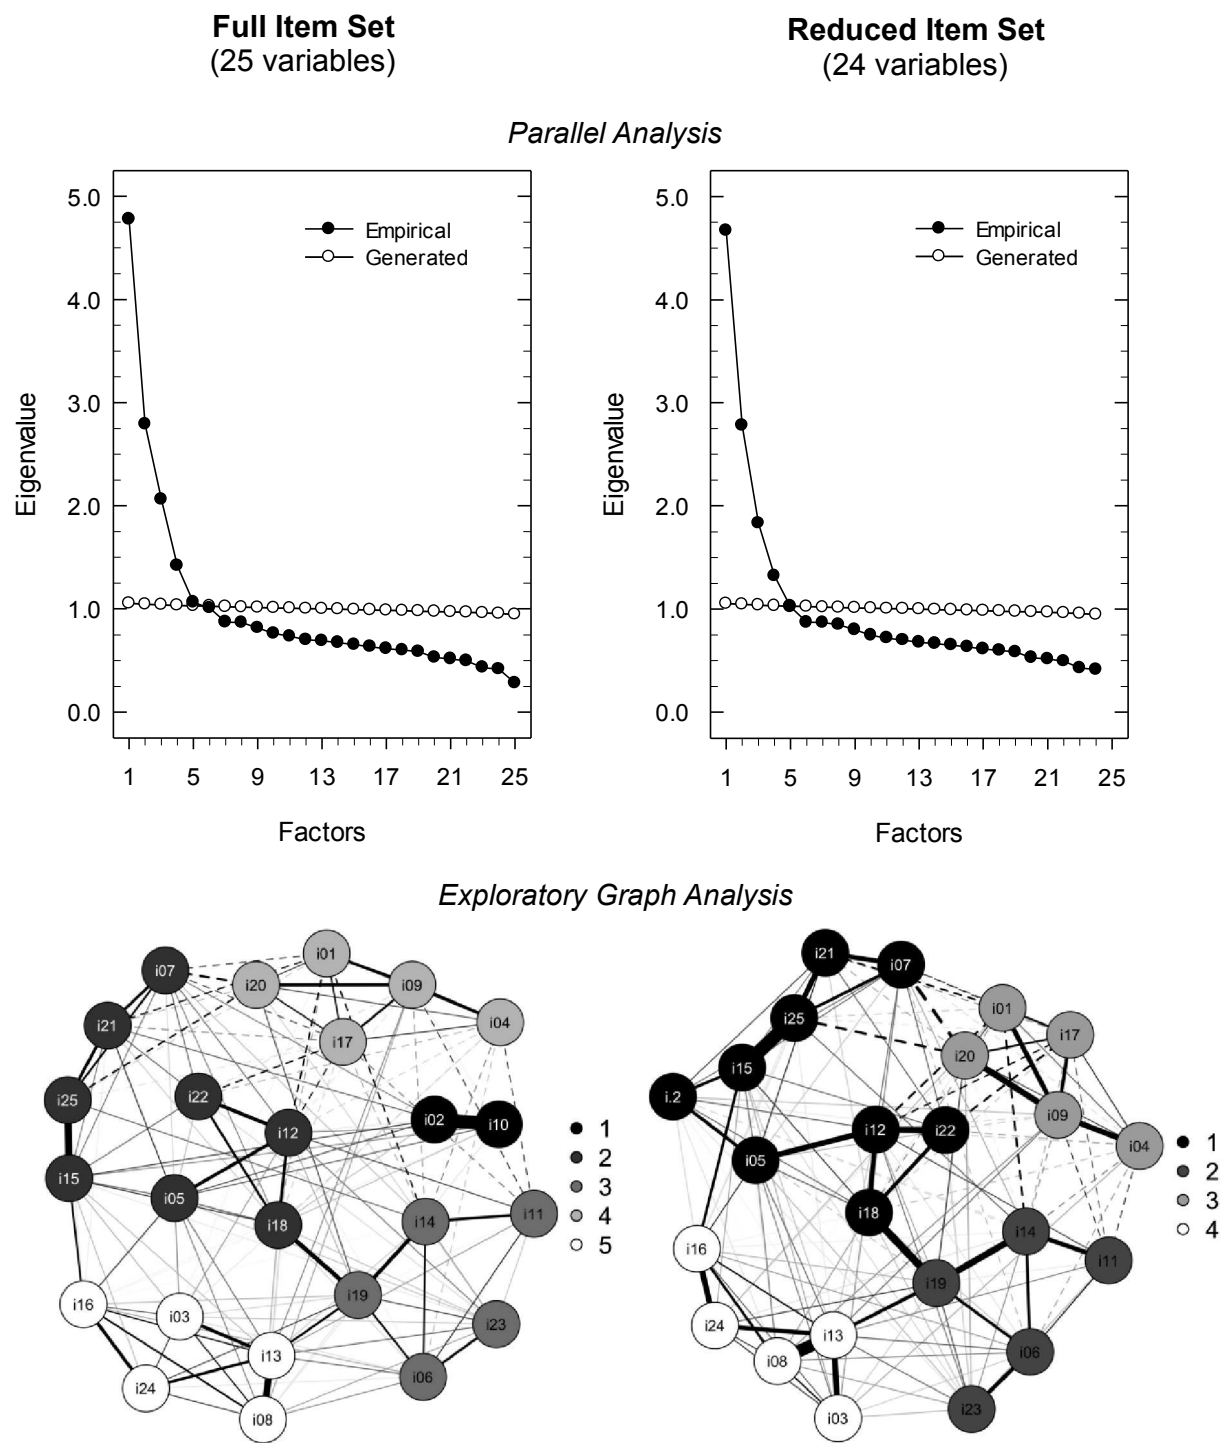 Full Item Set
(25 variables)
Reduced Item Set
(24 variables)
Parallel Analysis
5.0
4.0
3.0
2.0
1.0
0.0
Eigenvalue
Empirical
Generated
1 5 9 13 17 21 25
Factors
5.0
4.0
3.0
2.0
1.0
0.0
Eigenvalue
Empirical
Generated
1 5 9 13 17 21 25
Factors
Exploratory Graph Analysis
i01
i07
i20
i09
i04
i21
i17
i25
i22
i02
i10
i12
i15
i05
i14
i11
i18
i19
i16
i03
i23
i13
i06
i24
i08
1
2
3
4
5
i21
i07
i01
i25
i17
i20
i15
i.2
i09
i12
i22
i04
i05
i18
i14
i16
i11
i19
i24
i13
i06
i08
i23
i03
1
2
3
4